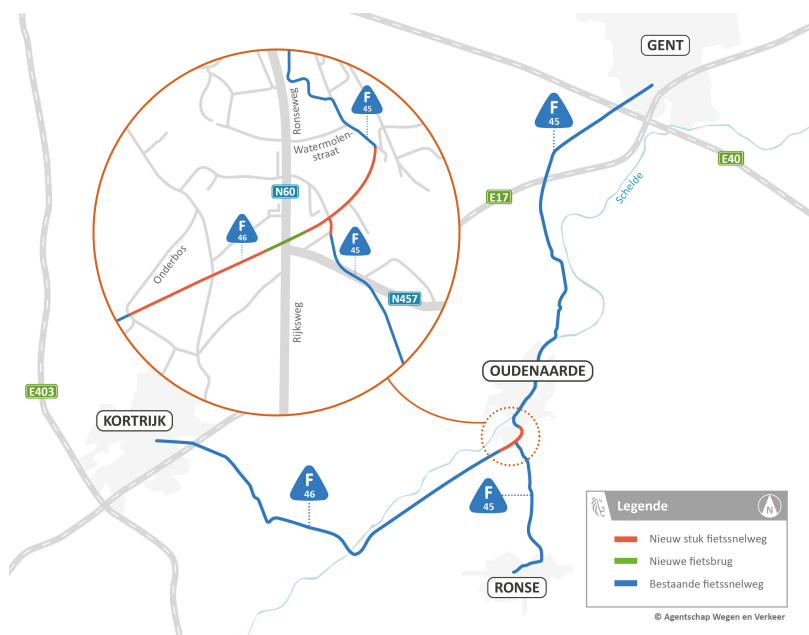 GENT
F
45
E40
E17
Schelde
Ronseweg
F
45
Watermolen-
straat
N60
F
46
F
45
Onderbos
N457
Rijksweg
OUDENAARDE
E403
KORTRIJK
F
46
F
45
RONSE
Legende
N
Nieuw stuk fietssnelweg
Nieuwe fietsbrug
Bestaande fietssnelweg
© Agentschap Wegen en Verkeer